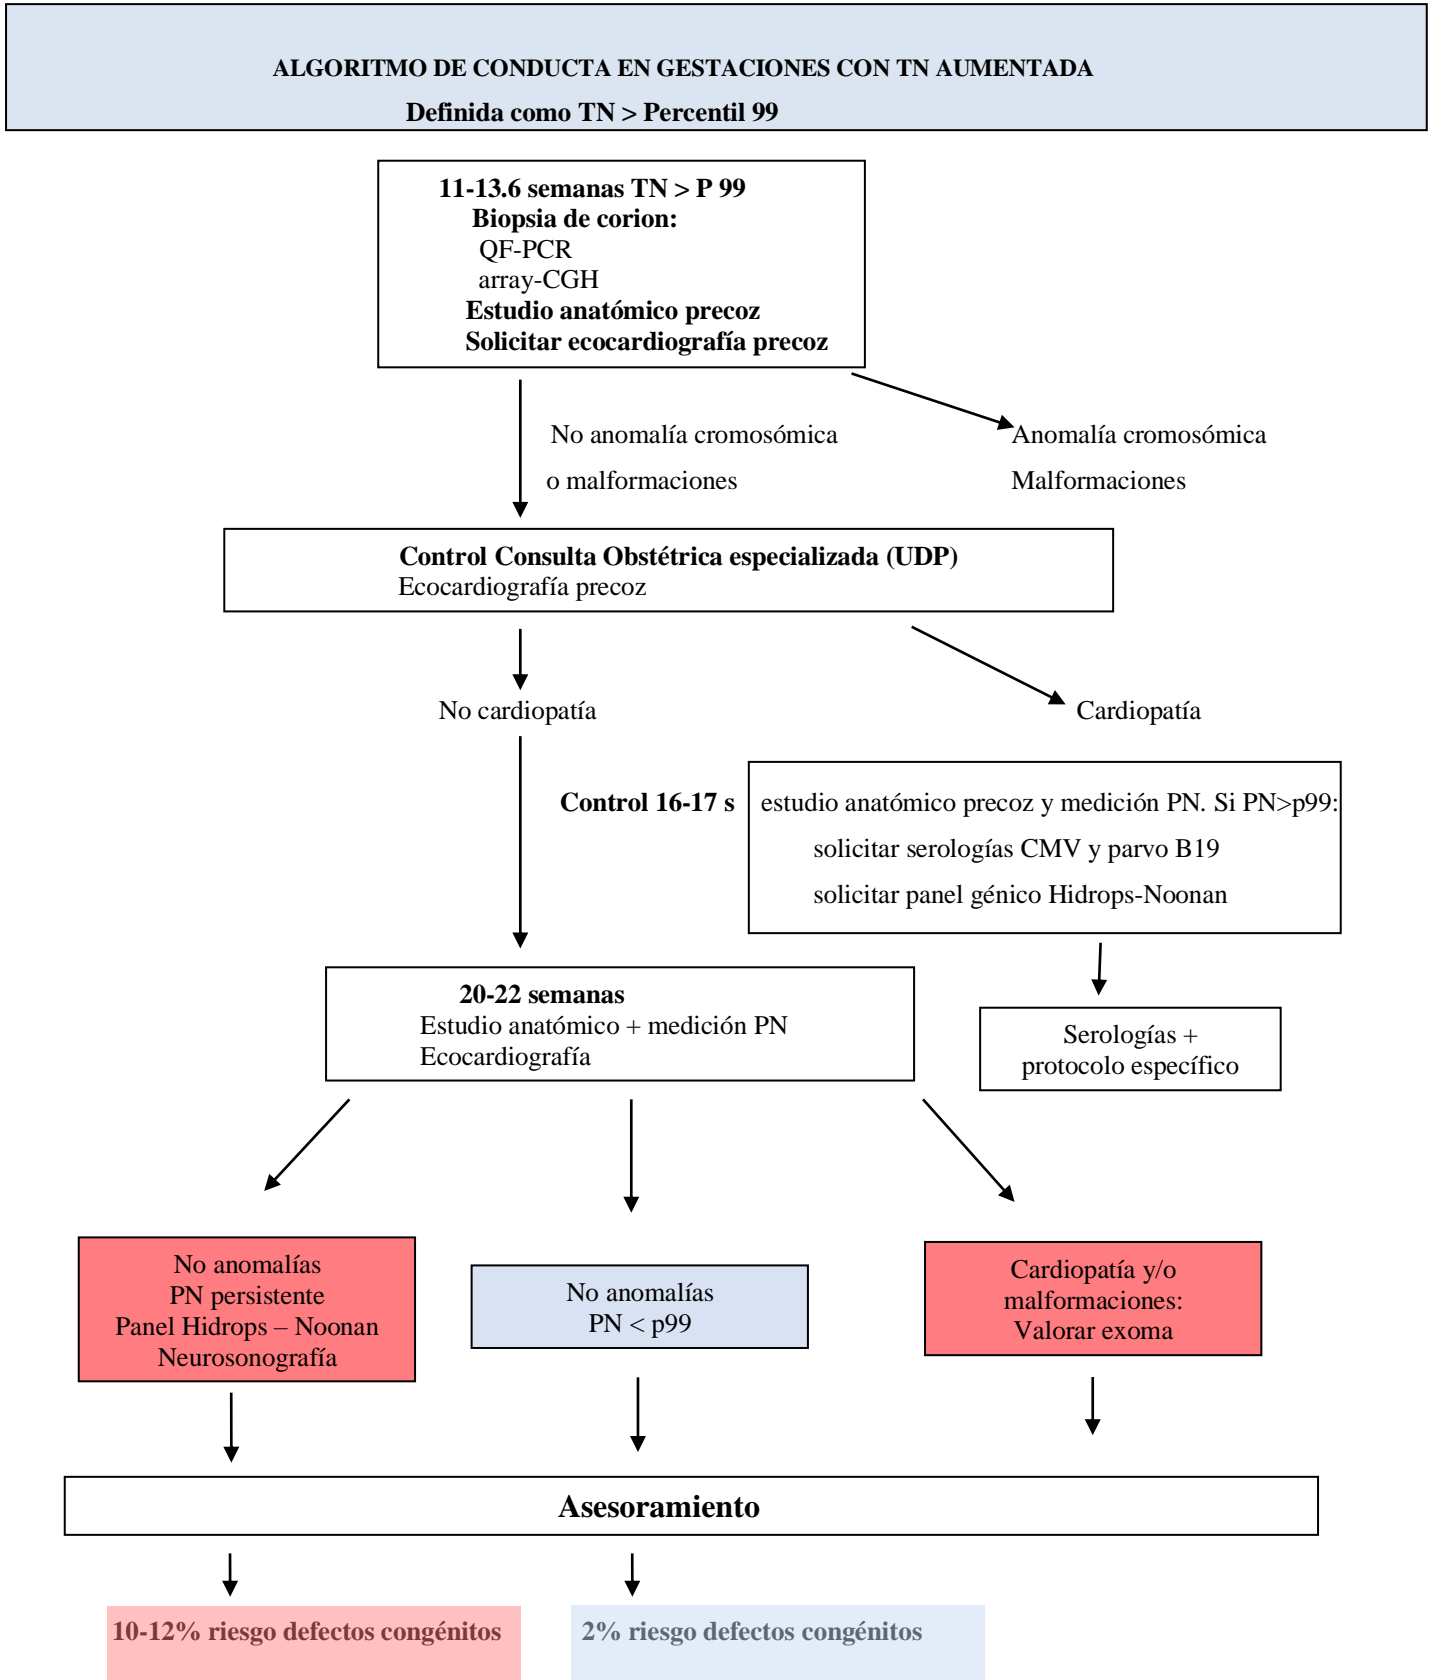 ALGORITMO DE CONDUCTA EN GESTACIONES CON TN AUMENTADA
Definida como TN > Percentil 99
11-13.6 semanas TN > P 99
Biopsia de corion:
QF-PCR
array-CGH
Estudio anatómico precoz
Solicitar ecocardiografía precoz
No anomalía cromosómica
o malformaciones
Anomalía cromosómica
Malformaciones
Control Consulta Obstétrica especializada (UDP)
Ecocardiografía precoz
No cardiopatía
Cardiopatía
Control 16-17 s
estudio anatómico precoz y medición PN. Si PN>p99:
solicitar serologías CMV y parvo B19
solicitar panel génico Hidrops-Noonan
20-22 semanas
Estudio anatómico + medición PN
Ecocardiografía
Serologías +
protocolo específico
No anomalías
PN persistente
Panel Hidrops – Noonan
Neurosonografía
No anomalías
PN < p99
Cardiopatía y/o
malformaciones:
Valorar exoma
Asesoramiento
10-12% riesgo defectos congénitos
2% riesgo defectos congénitos